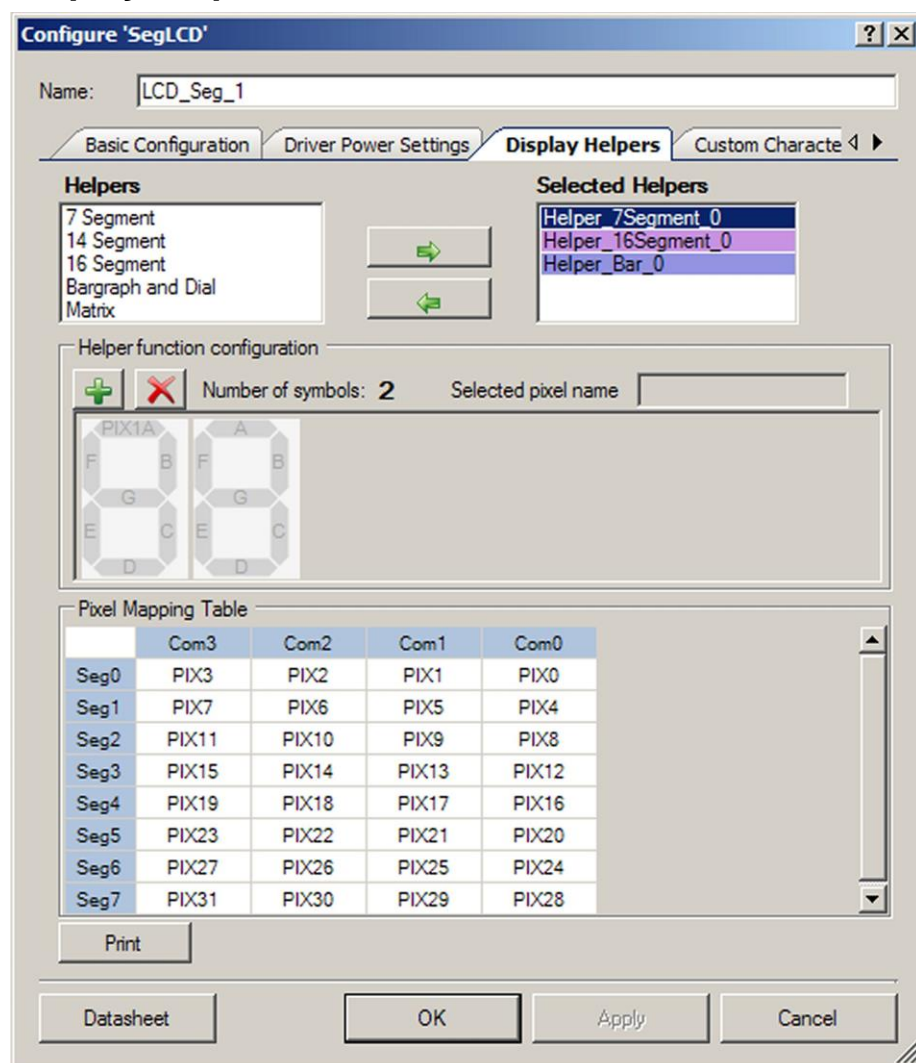 Configure 'SegLCD'
? X
Name: LCD_Seg_1
Basic Configuration Driver Power Settings Display Helpers Custom Characte
Helpers Selected Helpers
7 Segment Helper_7Segment_0
14 Segment Helper_16Segment_0
16 Segment Helper_Bar_0
Bargraph and Dial
Matrix
Helper function configuration
Number of symbols: 2 Selected pixel name
PIX1A A
F B F B
G G
E C E C
D D
Pixel Mapping Table
Com3 Com2 Com1 Com0
Seg0 PIX3 PIX2 PIX1 PIX0
Seg1 PIX7 PIX6 PIX5 PIX4
Seg2 PIX11 PIX10 PIX9 PIX8
Seg3 PIX15 PIX14 PIX13 PIX12
Seg4 PIX19 PIX18 PIX17 PIX16
Seg5 PIX23 PIX22 PIX21 PIX20
Seg6 PIX27 PIX26 PIX25 PIX24
Seg7 PIX31 PIX30 PIX29 PIX28
Print
Datasheet OK Apply Cancel